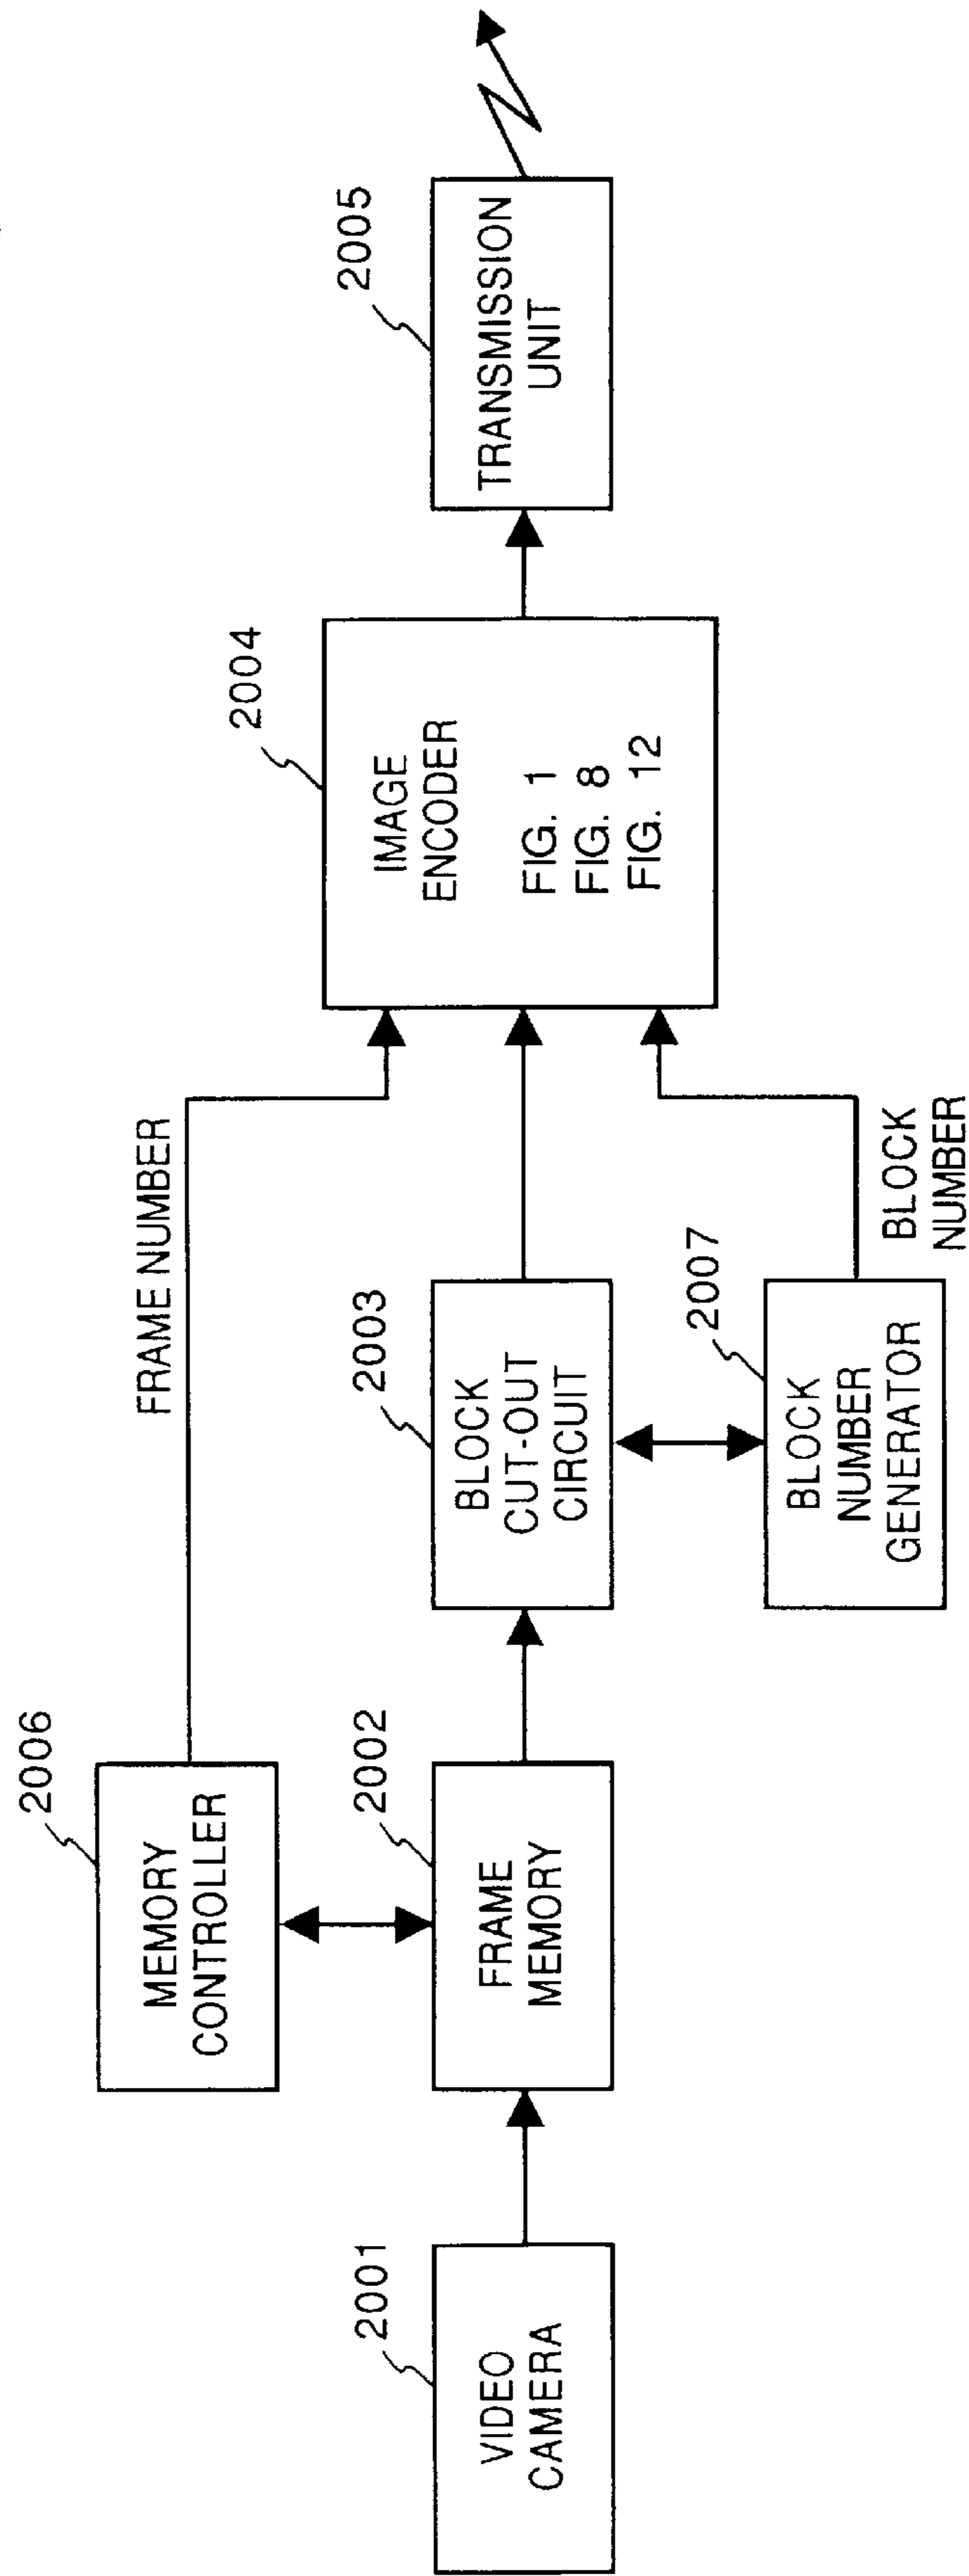 2006
MEMORY
CONTROLLER
FRAME NUMBER
2001
VIDEO
CAMERA
2002
FRAME
MEMORY
2003
BLOCK
CUT-OUT
CIRCUIT
2007
BLOCK
NUMBER
GENERATOR
BLOCK
NUMBER
2004
IMAGE
ENCODER
FIG. 1
FIG. 8
FIG. 12
2005
TRANSMISSION
UNIT